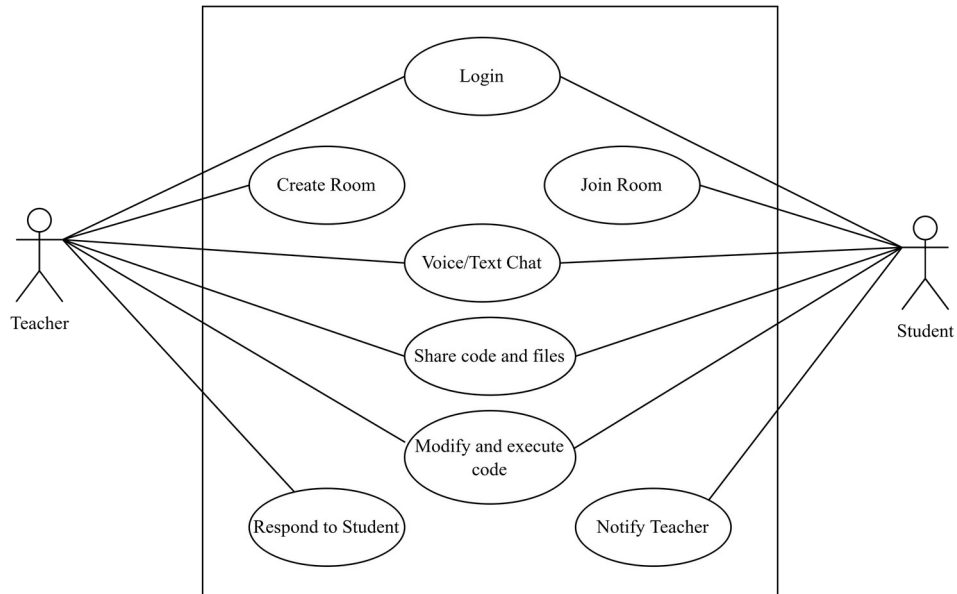 Login
Create Room
Join Room
Voice/Text Chat
Teacher
Student
Share code and files
Modify and execute
code
Respond to Student
Notify Teacher